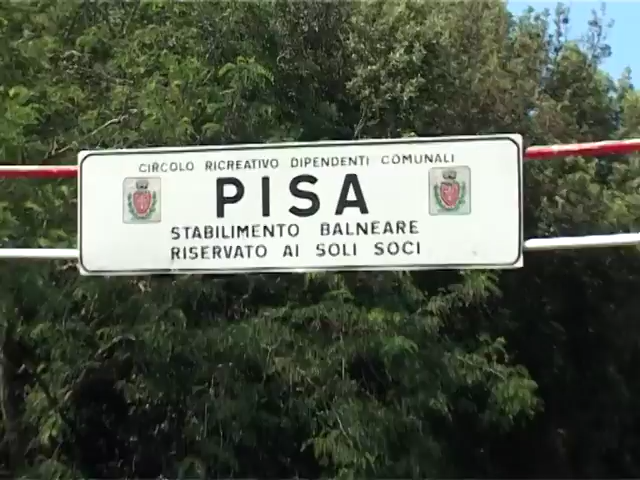 CIRCOLO RICREATIVO DIPENDENTI COMUNALI
PISA
STABILIMENTO BALNEARE
RISERVATO AI SOLI SOCI